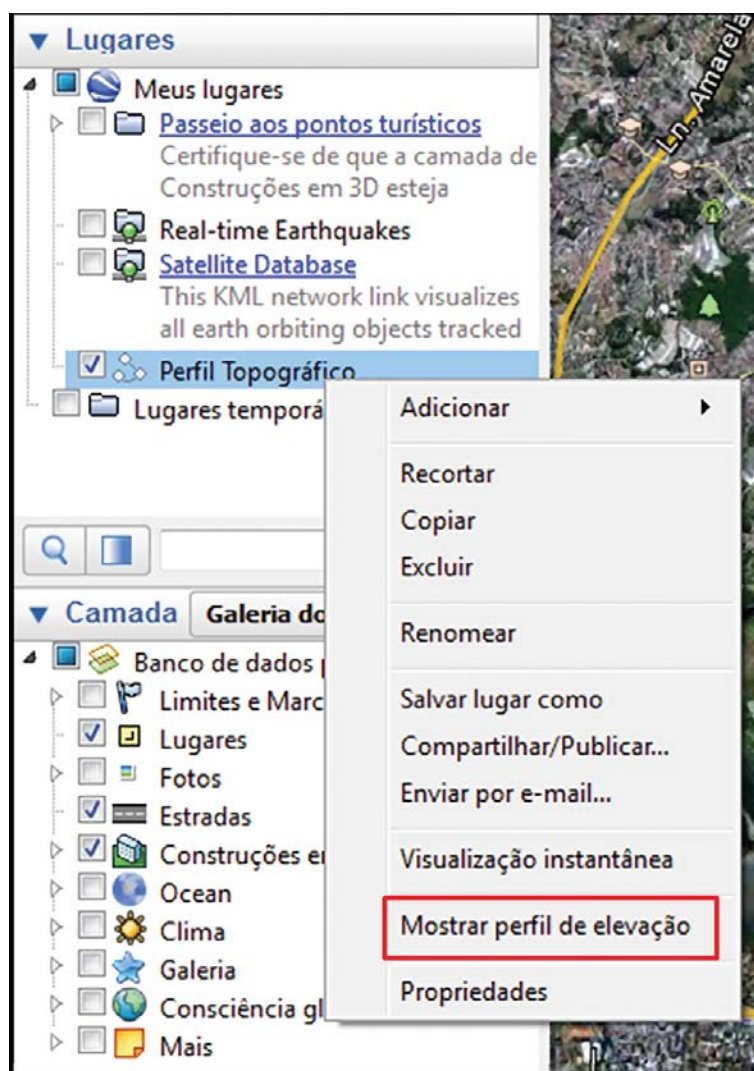 Lugares
Meus lugares
Passeio aos pontos turísticos
Certifique-se de que a camada de
Construções em 3D esteja
Real-time Earthquakes
Satellite Database
This KML network link visualizes
all earth orbiting objects tracked
Perfil Topográfico
Lugares temporá
Camada
Galeria do
Banco de dados
Limites e Marc
Lugares
Fotos
Estradas
Construções
Ocean
Clima
Galeria
Consciência gl
Mais
Adicionar
Recortar
Copiar
Excluir
Renomear
Salvar lugar como
Compartilhar/Publicar...
Enviar por e-mail...
Visualização instantânea
Mostrar perfil de elevação
Propriedades
Ln. Amarela